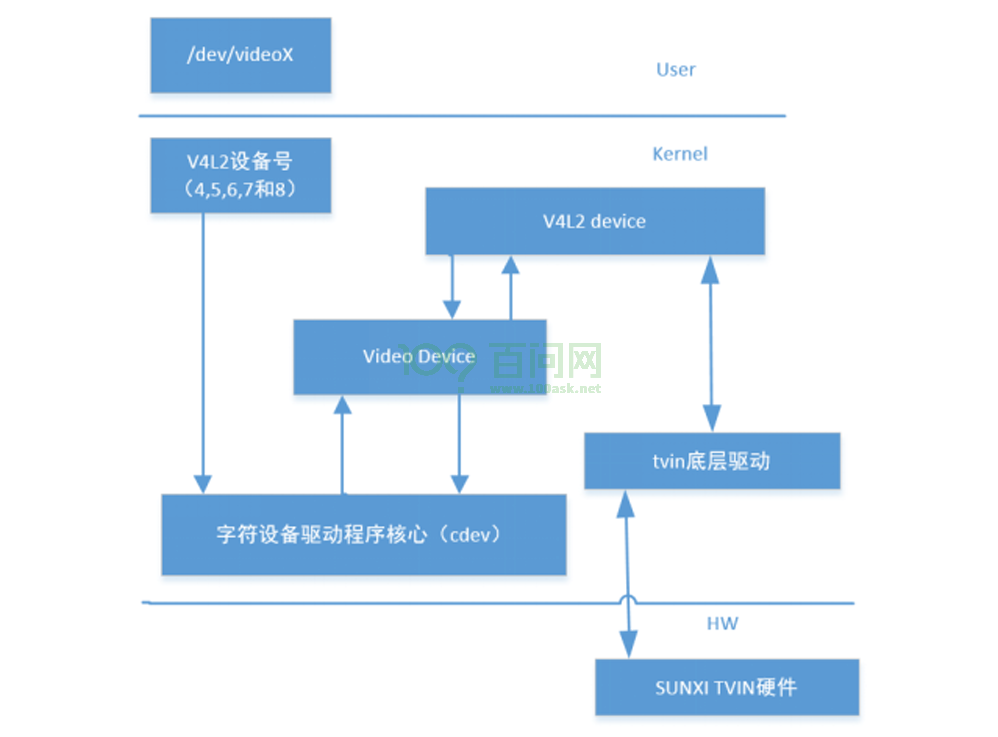 /dev/videoX
User
Kernel
V4L2设备号
（4,5,6,7和8）
V4L2 device
Video Device
百问网
www.100ask.net
tvin底层驱动
字符设备驱动程序核心（cdev）
HW
SUNXI TVIN硬件